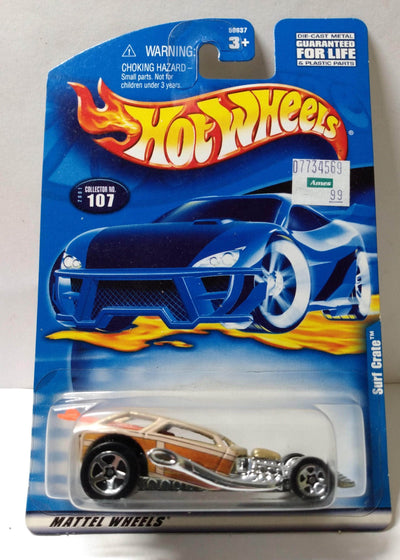 WARNING:
CHOKING HAZARD –
Small parts. Not for
children under 3 years.
50037
3+
DIE-CAST METAL
GUARANTEED
FOR LIFE
& PLASTIC PARTS
HOT WHEELS®
2001
COLLECTOR NO.
107
07734569
Ames
.99
Surf Crate™
MATTEL WHEELS®